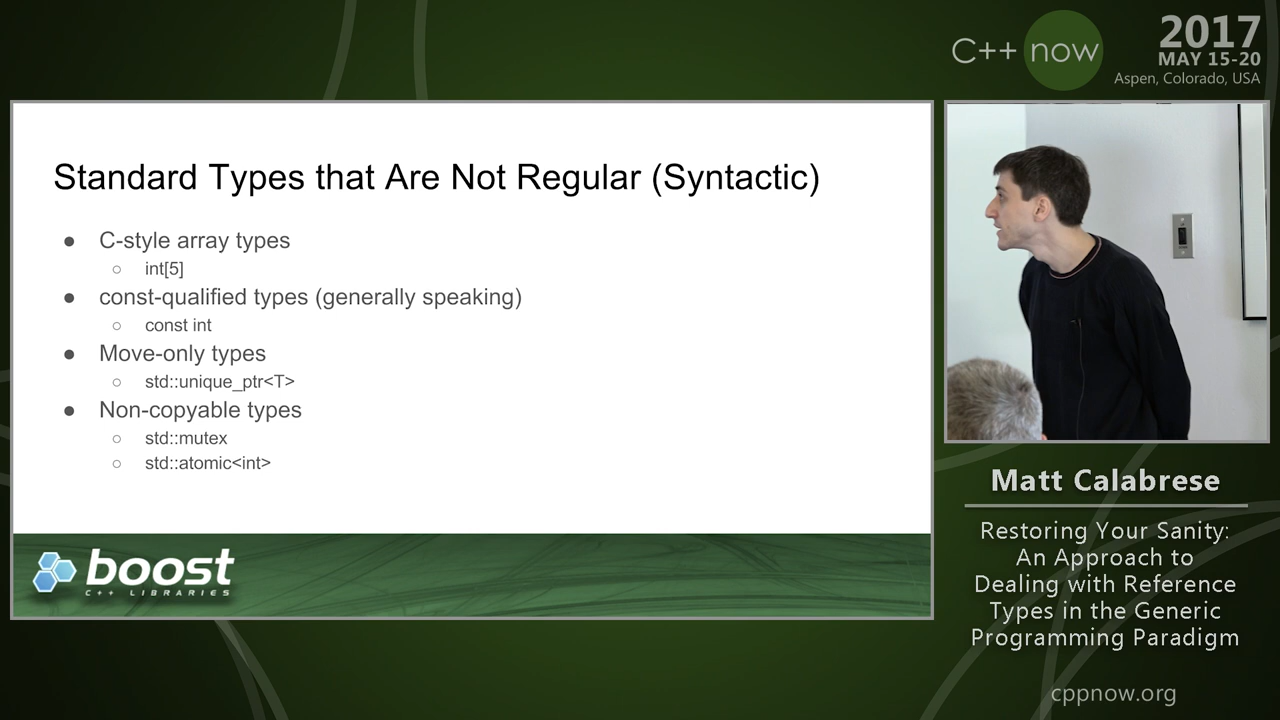 C++ now
2017
MAY 15-20
Aspen, Colorado, USA
Standard Types that Are Not Regular (Syntactic)
● C-style array types
○ int[5]
● const-qualified types (generally speaking)
○ const int
● Move-only types
○ std::unique_ptr<T>
● Non-copyable types
○ std::mutex
○ std::atomic<int>
boost
C++ LIBRARIES
Matt Calabrese
Restoring Your Sanity:
An Approach to
Dealing with Reference
Types in the Generic
Programming Paradigm
cppnow.org